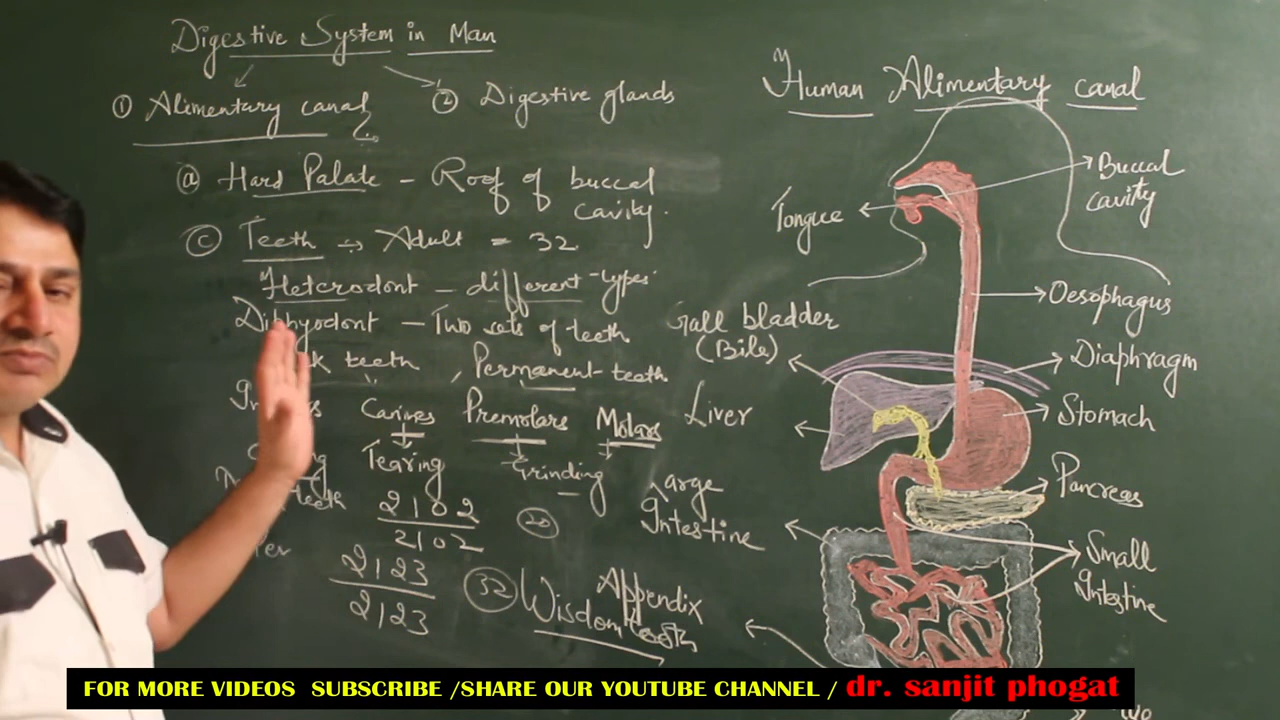 Digestive System in Man
① Alimentary canal
② Digestive glands
ⓐ Hard Palate - Roof of buccal
cavity.
ⓒ Teeth → Adult = 32
Heterodont - different types
Diphyodont - Two sets of teeth
teeth, Permanent teeth
Canines Premolars Molars
Tearing Grinding
teeth 2102
2102
20
2123
2123
32 Wisdom teeth
Human Alimentary canal
Buccal
cavity
Tongue
Oesophagus
Gall bladder
(Bile)
Diaphragm
Liver
Stomach
Pancreas
Large
Intestine
Small
Intestine
Appendix
FOR MORE VIDEOS SUBSCRIBE /SHARE OUR YOUTUBE CHANNEL / dr. sanjit phogat